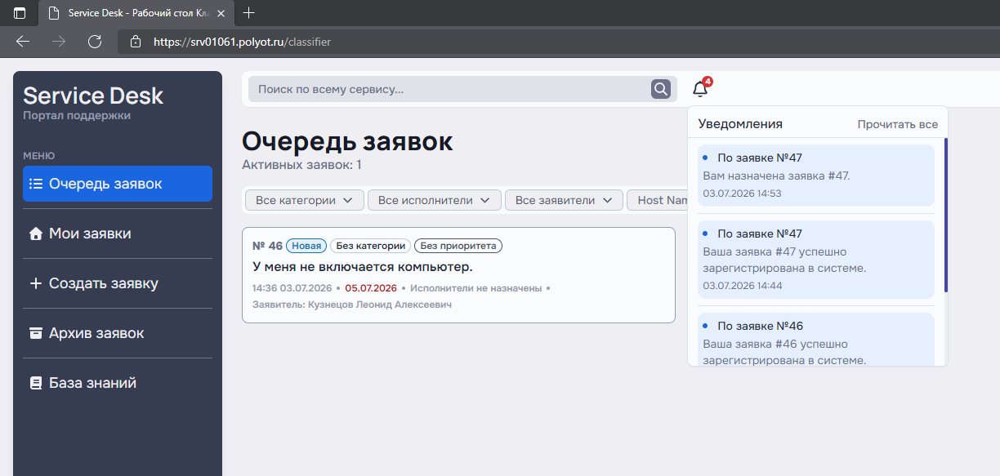 Service Desk - Рабочий стол Кла
https://srv01061.polyot.ru/classifier
Service Desk
Портал поддержки
МЕНЮ
Очередь заявок
Мои заявки
Создать заявку
Архив заявок
База знаний
Поиск по всему сервису...
4
Очередь заявок
Активных заявок: 1
Все категории
Все исполнители
Все заявители
Host Nam
№ 46 Новая Без категории Без приоритета
У меня не включается компьютер.
14:36 03.07.2026 • 05.07.2026 • Исполнители не назначены •
Заявитель: Кузнецов Леонид Алексеевич
Уведомления
Прочитать все
По заявке №47
Вам назначена заявка #47.
03.07.2026 14:53
По заявке №47
Ваша заявка #47 успешно
зарегистрирована в системе.
03.07.2026 14:44
По заявке №46
Ваша заявка #46 успешно
зарегистрирована в системе.